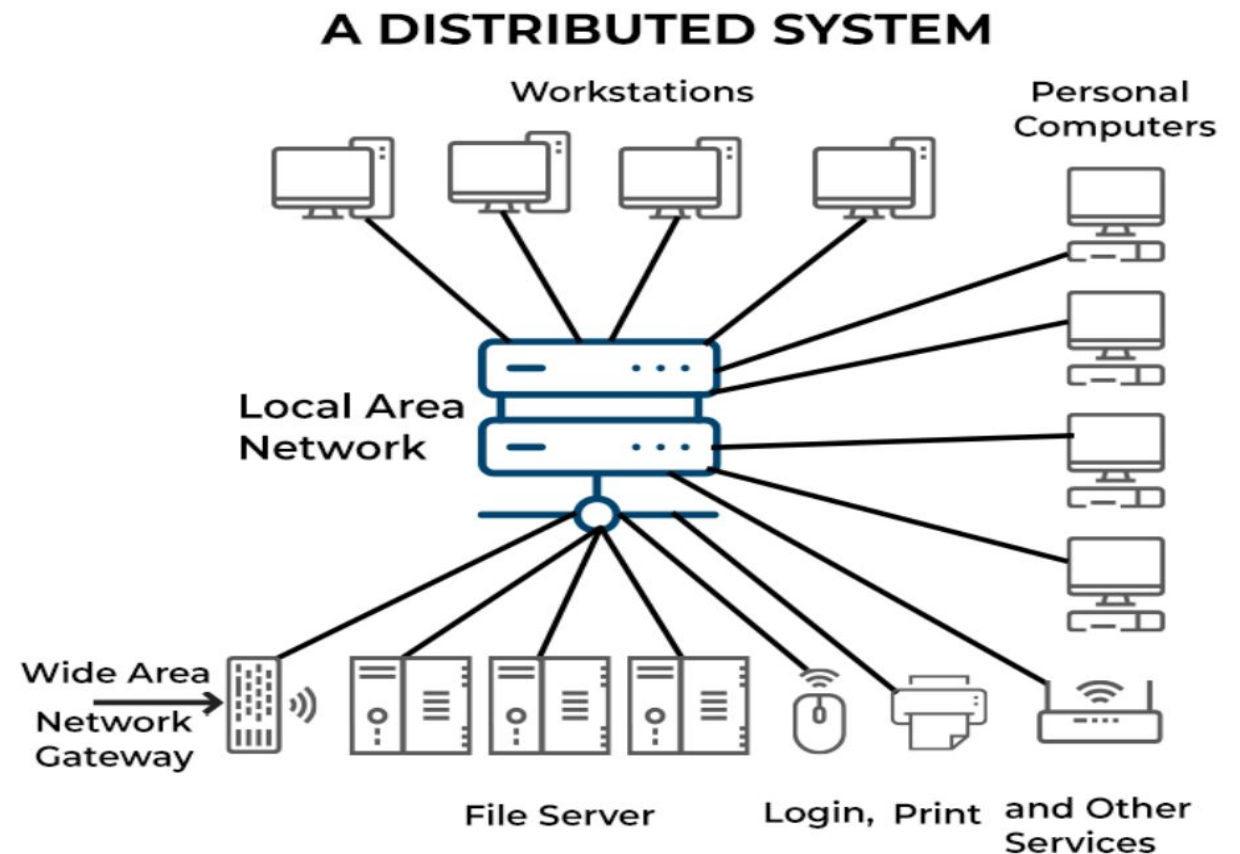 A DISTRIBUTED SYSTEM
Workstations
Personal
Computers
Local Area
Network
Wide Area
Network
Gateway
File Server
Login,
Print
and Other
Services